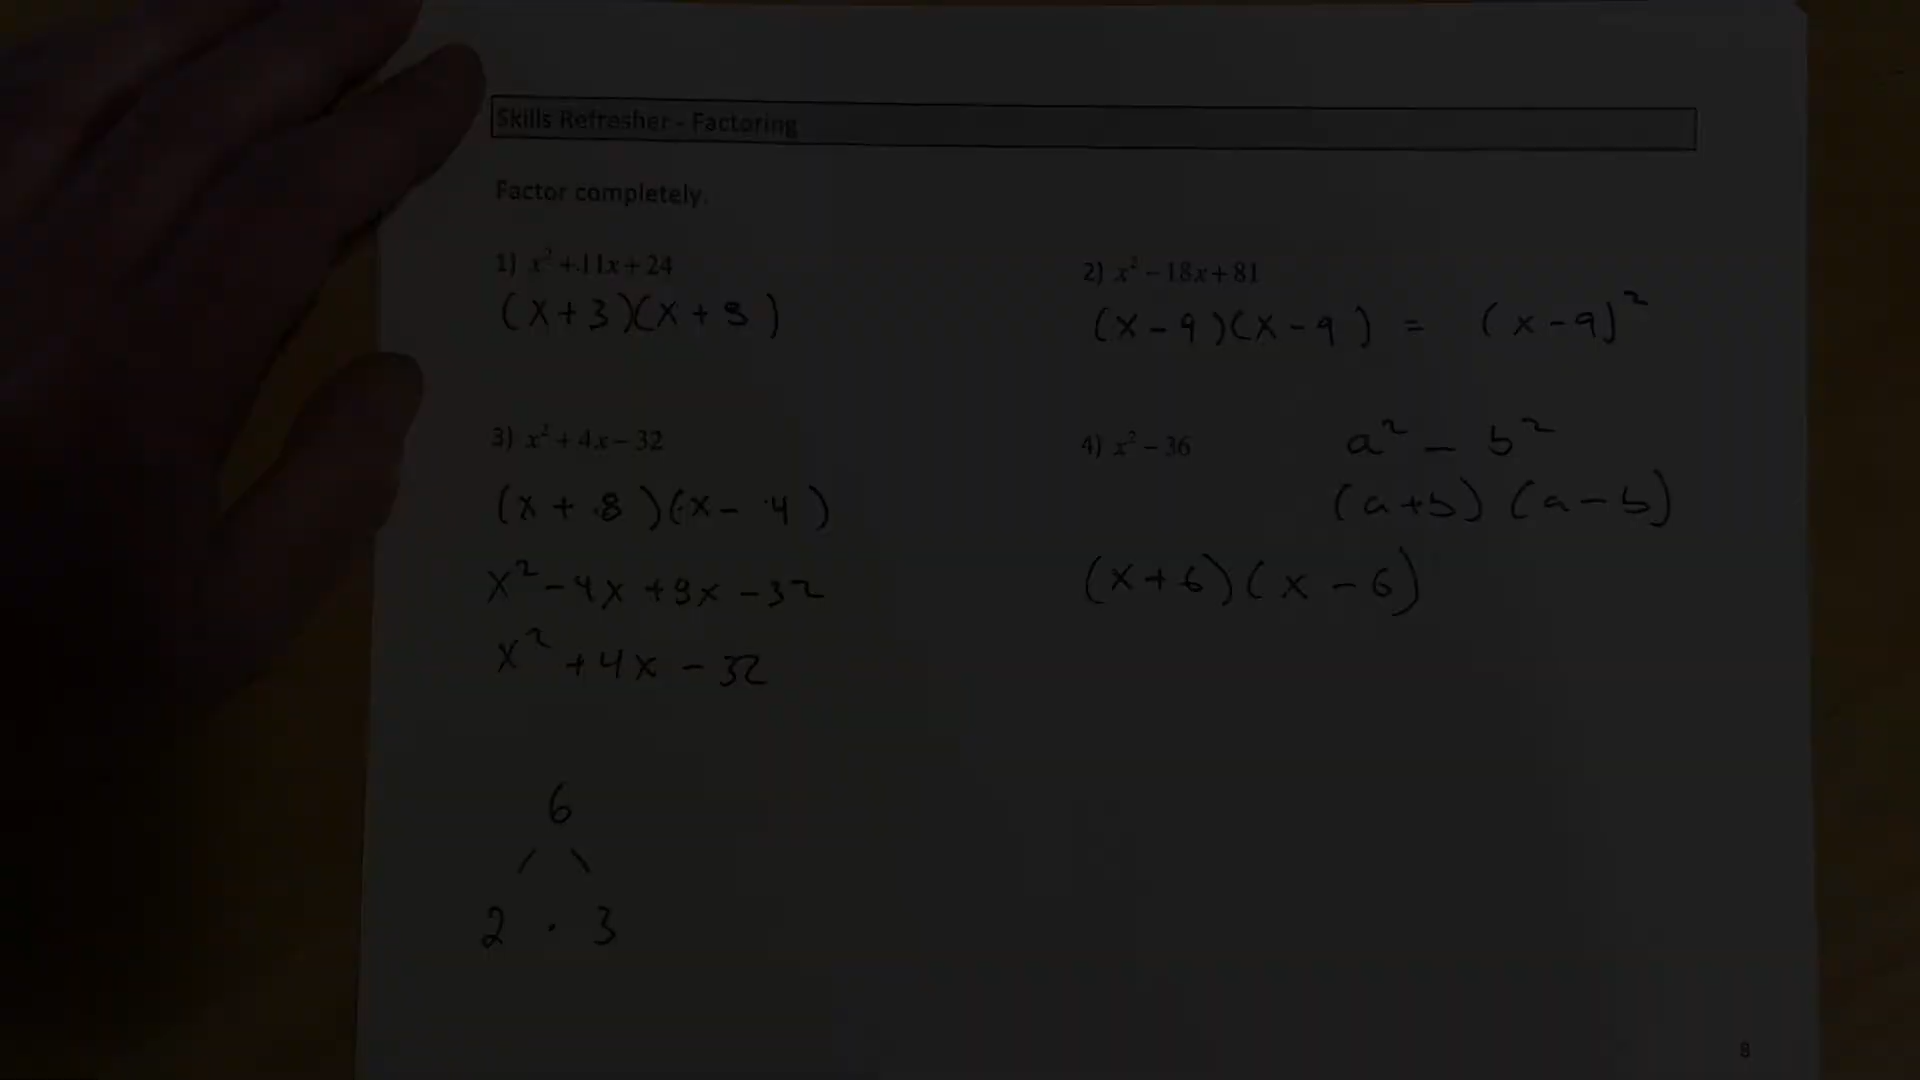 Skills Refresher - Factoring
Factor completely.
1) x² + 11x + 24
(x + 3)(x + 8)
2) x² - 18x + 81
(x - 9)(x - 9) = (x - 9)²
3) x² + 4x - 32
(x + 8)(x - 4)
x² - 4x + 8x - 32
x² + 4x - 32
4) x² - 36
a² - b²
(a + b)(a - b)
(x + 6)(x - 6)
6
/ \
2 · 3
8